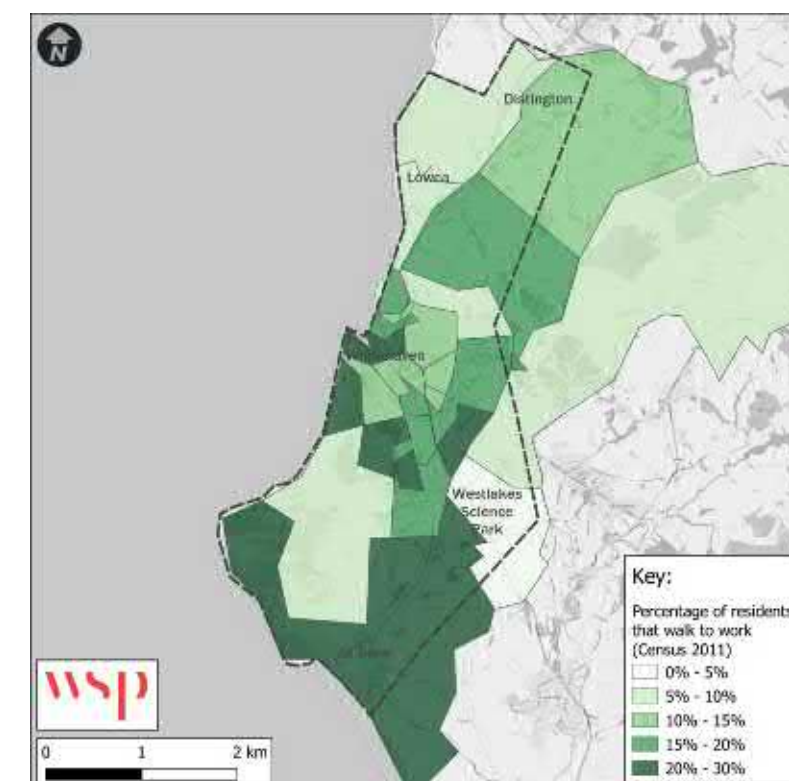 N
Distington
Lowca
Whitehaven
Westlakes
Science
Park
Key:
Percentage of residents
that walk to work
(Census 2011)
0% - 5%
5% - 10%
10% - 15%
15% - 20%
20% - 30%
wsp
0 1 2 km